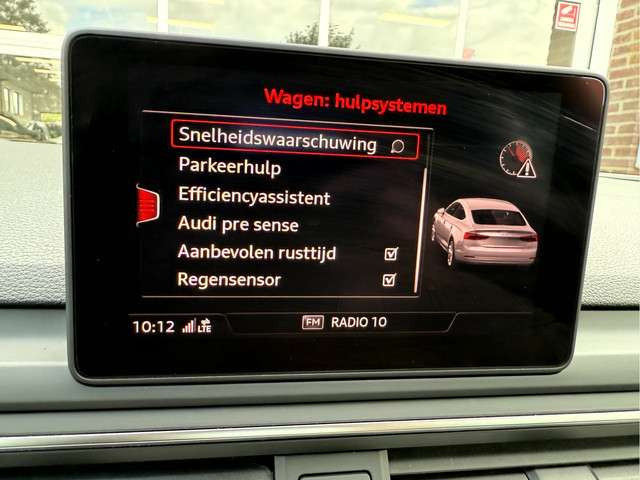 Wagen: hulpsystemen
Snelheidswaarschuwing
Parkeerhulp
Efficiencyassistent
Audi pre sense
Aanbevolen rusttijd
Regensensor
10:12 LTE FM RADIO 10